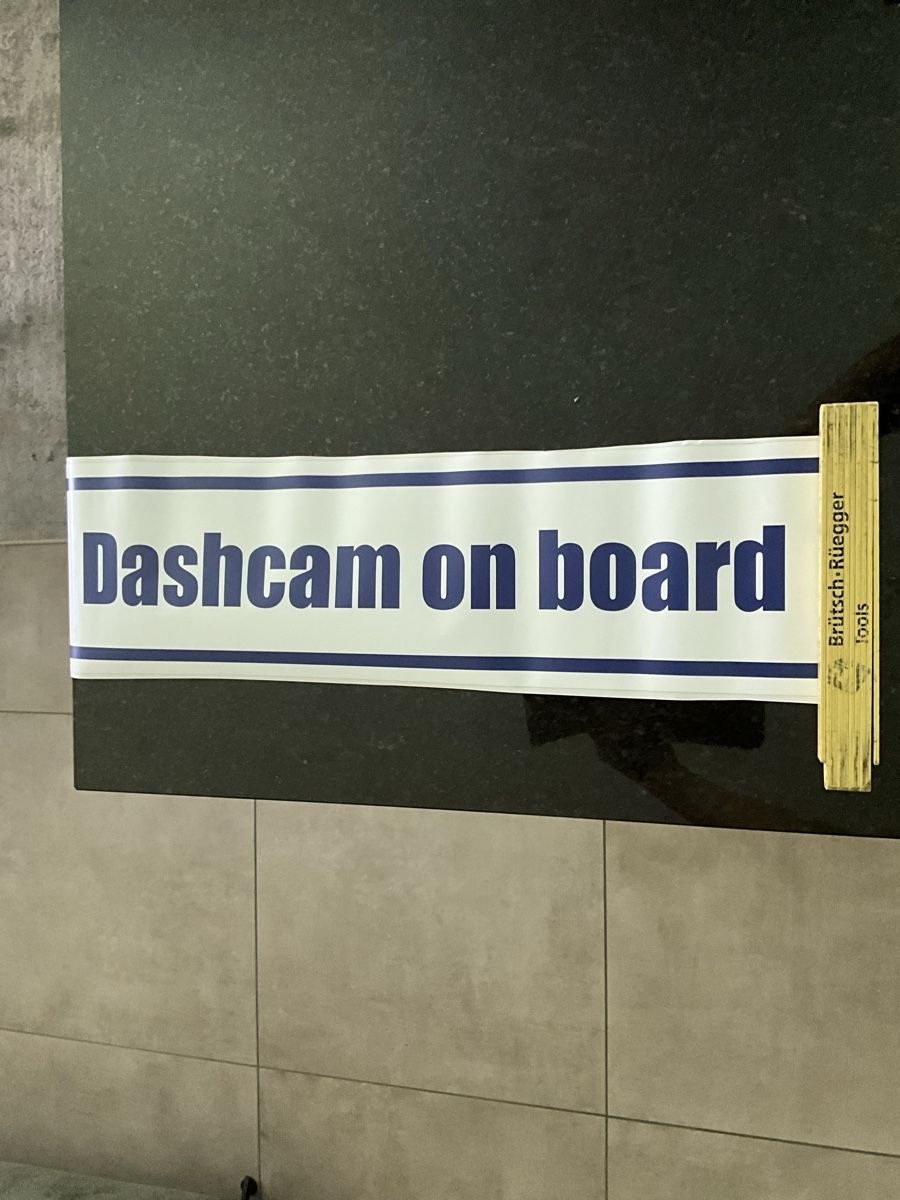 Dashcam on board
Brütsch·Rüegger
Tools